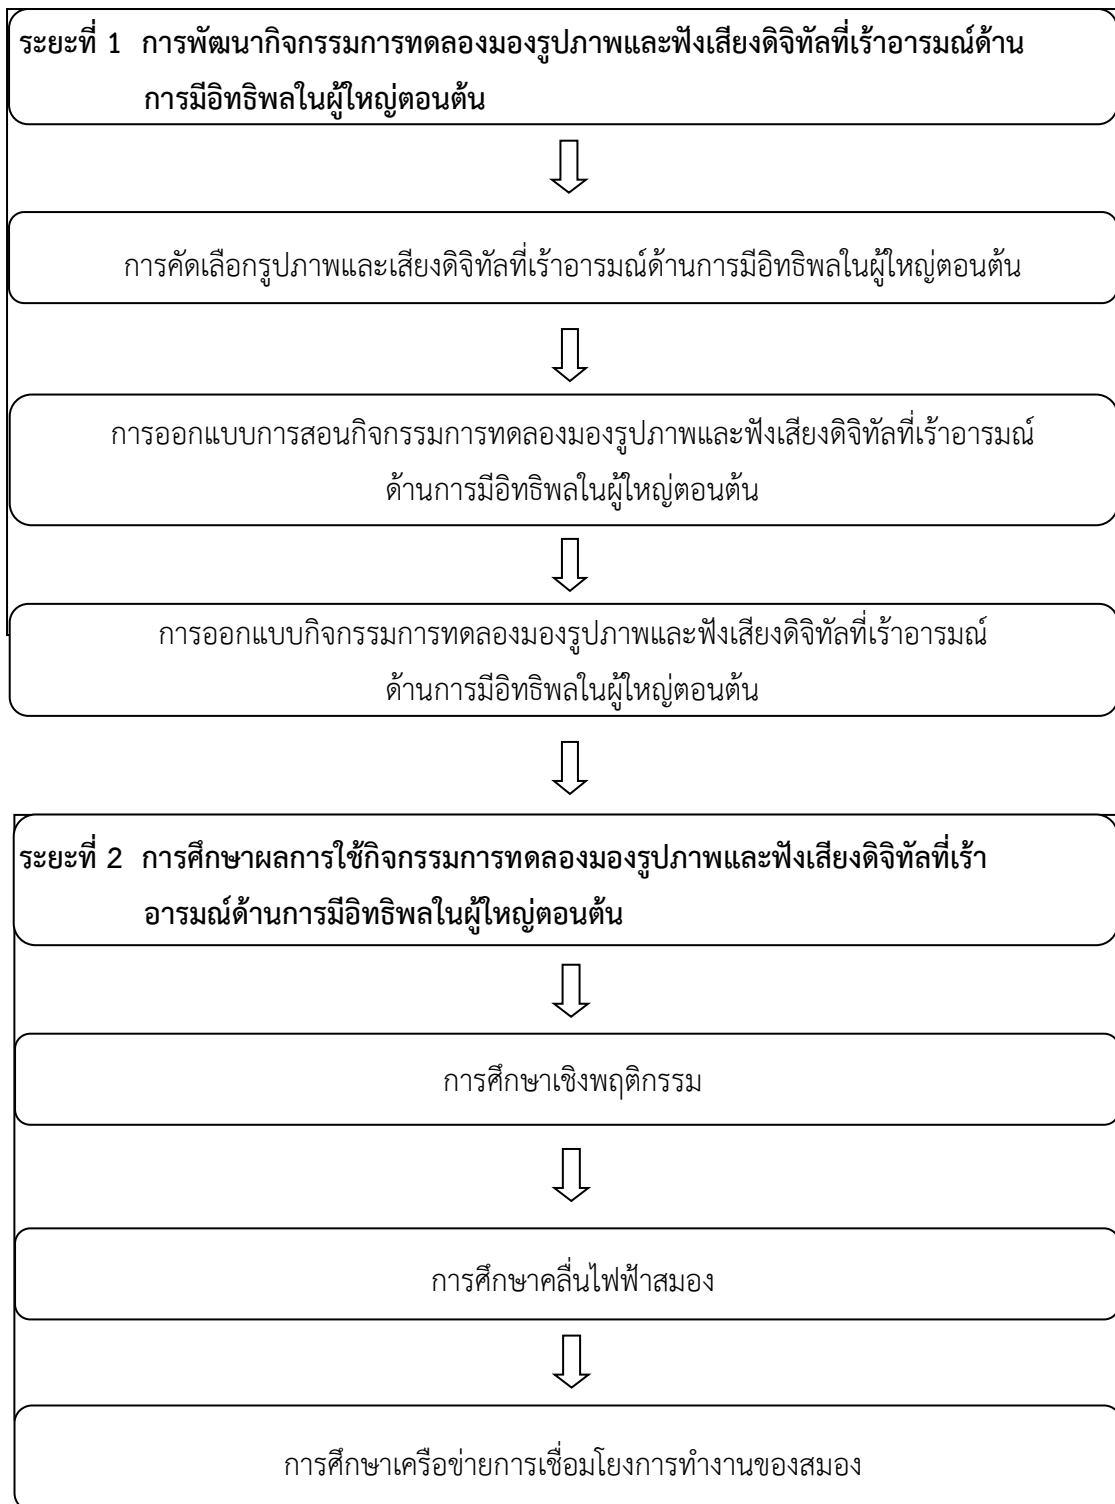 ระยะที่ 1 การพัฒนากิจกรรมการทดลองมองรูปภาพและฟังเสียงดิจิทัลที่เร้าอารมณ์ด้าน
การมีอิทธิพลในผู้ใหญ่ตอนต้น
การคัดเลือกรูปภาพและเสียงดิจิทัลที่เร้าอารมณ์ด้านการมีอิทธิพลในผู้ใหญ่ตอนต้น
การออกแบบการสอนกิจกรรมการทดลองมองรูปภาพและฟังเสียงดิจิทัลที่เร้าอารมณ์
ด้านการมีอิทธิพลในผู้ใหญ่ตอนต้น
การออกแบบกิจกรรมการทดลองมองรูปภาพและฟังเสียงดิจิทัลที่เร้าอารมณ์
ด้านการมีอิทธิพลในผู้ใหญ่ตอนต้น
ระยะที่ 2 การศึกษาผลการใช้กิจกรรมการทดลองมองรูปภาพและฟังเสียงดิจิทัลที่เร้า
อารมณ์ด้านการมีอิทธิพลในผู้ใหญ่ตอนต้น
การศึกษาเชิงพฤติกรรม
การศึกษาคลื่นไฟฟ้าสมอง
การศึกษาเครือข่ายการเชื่อมโยงการทำงานของสมอง